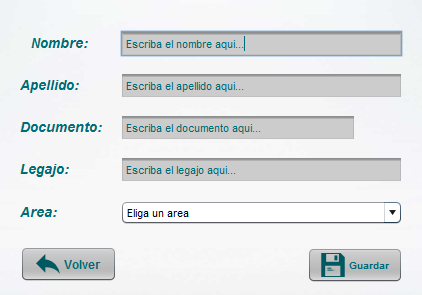 Nombre: Escriba el nombre aqui...
Apellido: Escriba el apellido aqui...
Documento: Escriba el documento aqui...
Legajo: Escriba el legajo aqui...
Area: Eliga un area
Volver Guardar